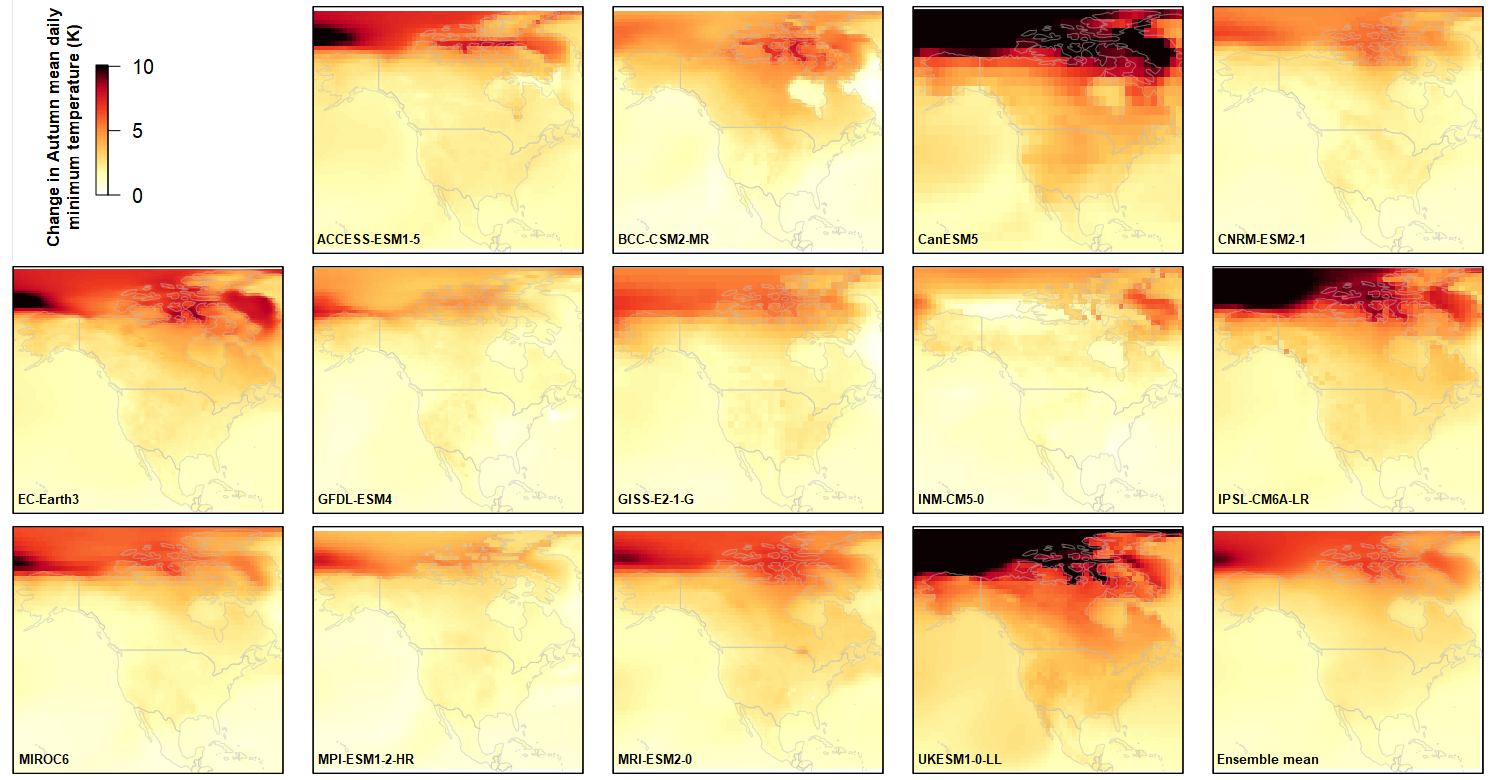 Change in Autumn mean daily
minimum temperature (K)
10
5
0
ACCESS-ESM1-5
BCC-CSM2-MR
CanESM5
CNRM-ESM2-1
EC-Earth3
GFDL-ESM4
GISS-E2-1-G
INM-CM5-0
IPSL-CM6A-LR
MIROC6
MPI-ESM1-2-HR
MRI-ESM2-0
UKESM1-0-LL
Ensemble mean